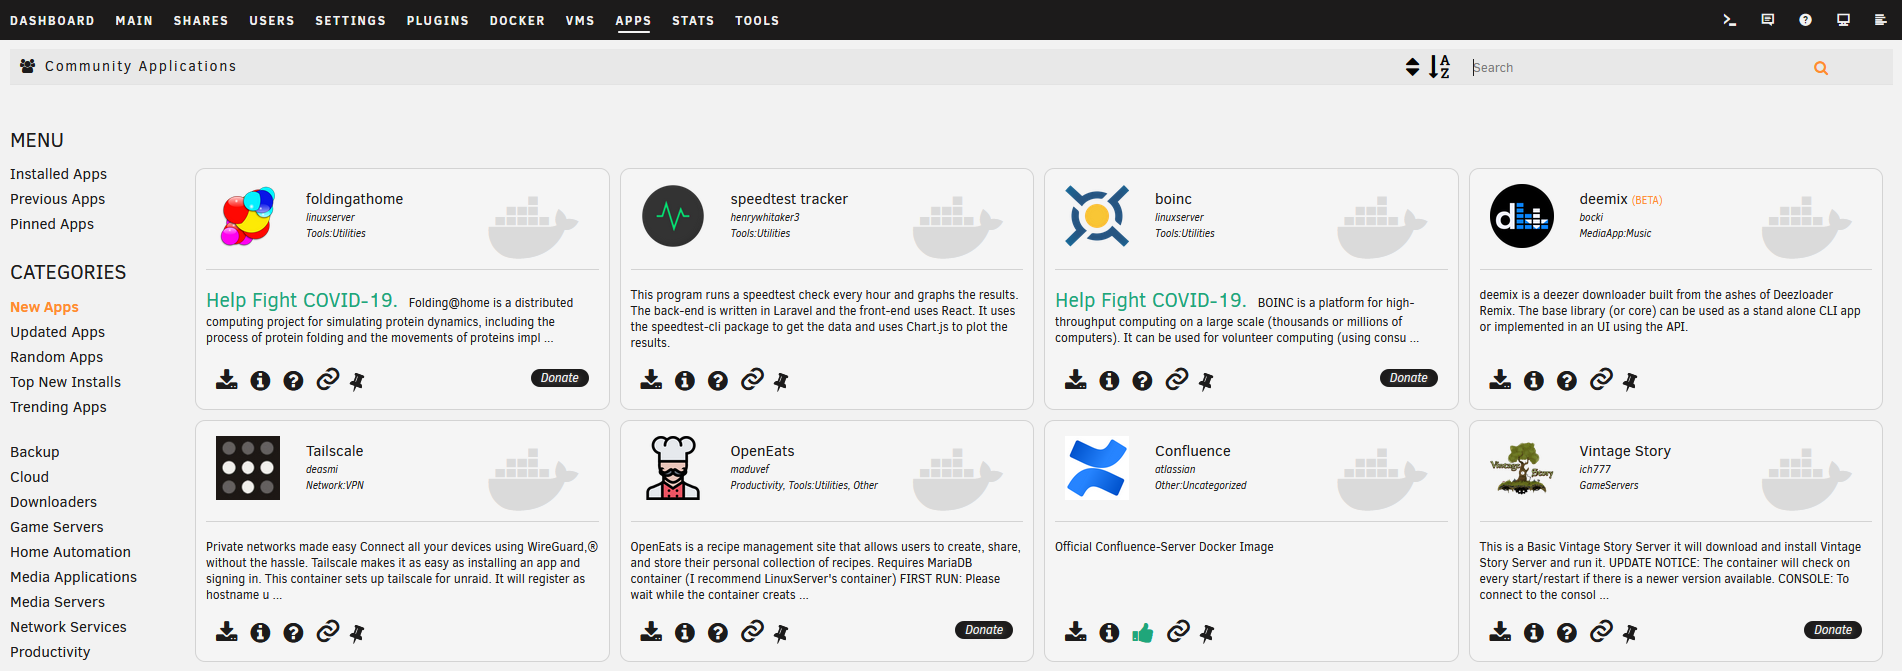 DASHBOARD MAIN SHARES USERS SETTINGS PLUGINS DOCKER VMS APPS STATS TOOLS
Community Applications
A
Z
Search
MENU
Installed Apps
Previous Apps
Pinned Apps
CATEGORIES
New Apps
Updated Apps
Random Apps
Top New Installs
Trending Apps
Backup
Cloud
Downloaders
Game Servers
Home Automation
Media Applications
Media Servers
Network Services
Productivity
foldingathome
linuxserver
Tools:Utilities
Help Fight COVID-19. Folding@home is a distributed
computing project for simulating protein dynamics, including the
process of protein folding and the movements of proteins impl ...
Donate
speedtest tracker
henrywhitaker3
Tools:Utilities
This program runs a speedtest check every hour and graphs the results.
The back-end is written in Laravel and the front-end uses React. It uses
the speedtest-cli package to get the data and uses Chart.js to plot the
results.
boinc
linuxserver
Tools:Utilities
Help Fight COVID-19. BOINC is a platform for high-
throughput computing on a large scale (thousands or millions of
computers). It can be used for volunteer computing (using consu ...
Donate
d
deemix (BETA)
bocki
MediaApp:Music
deemix is a deezer downloader built from the ashes of Deezloader
Remix. The base library (or core) can be used as a stand alone CLI app
or implemented in an UI using the API.
Tailscale
deasmi
Network:VPN
Private networks made easy Connect all your devices using WireGuard,®
without the hassle. Tailscale makes it as easy as installing an app and
signing in. This container sets up tailscale for unraid. It will register as
hostname u ...
OpenEats
maduvef
Productivity, Tools:Utilities, Other
OpenEats is a recipe management site that allows users to create, share,
and store their personal collection of recipes. Requires MariaDB
container (I recommend LinuxServer's container) FIRST RUN: Please
wait while the container creats ...
Donate
Confluence
atlassian
Other:Uncategorized
Official Confluence-Server Docker Image
Vintage Story
Vintage Story
ich777
GameServers
This is a Basic Vintage Story Server it will download and install Vintage
Story Server and run it. UPDATE NOTICE: The container will check on
every start/restart if there is a newer version available. CONSOLE: To
connect to the consol ...
Donate